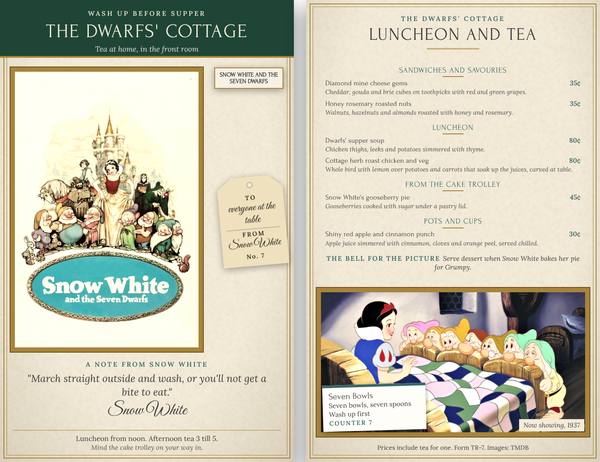 WASH UP BEFORE SUPPER
THE DWARFS' COTTAGE
Tea at home, in the front room
SNOW WHITE AND THE
SEVEN DWARFS
Snow White
and the Seven Dwarfs
TO
everyone at the
table
FROM
Snow White
No. 7
A NOTE FROM SNOW WHITE
"March straight outside and wash, or you'll not get a
bite to eat."
Snow White
Luncheon from noon. Afternoon tea 3 till 5.
Mind the cake trolley on your way in.
THE DWARFS' COTTAGE
LUNCHEON AND TEA
SANDWICHES AND SAVOURIES
Diamond mine cheese gems 35¢
Cheddar, gouda and brie cubes on toothpicks with red and green grapes.
Honey rosemary roasted nuts 35¢
Walnuts, hazelnuts and almonds roasted with honey and rosemary.
LUNCHEON
Dwarfs' supper soup 80¢
Chicken thighs, leeks and potatoes simmered with thyme.
Cottage herb roast chicken and veg 80¢
Whole bird with lemon over potatoes and carrots that soak up the juices, carved at table.
FROM THE CAKE TROLLEY
Snow White's gooseberry pie 45¢
Gooseberries cooked with sugar under a pastry lid.
POTS AND CUPS
Shiny red apple and cinnamon punch 30¢
Apple juice simmered with cinnamon, cloves and orange peel, served chilled.
THE BELL FOR THE PICTURE Serve dessert when Snow White bakes her pie
for Grumpy.
Seven Bowls
Seven bowls, seven spoons
Wash up first
COUNTER 7
Now showing, 1937
Prices include tea for one. Form TR-7. Images: TMDB